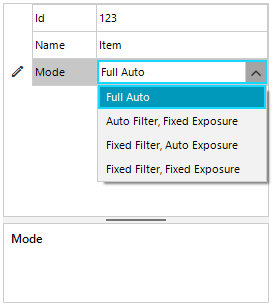 Id 123
Name Item
Mode Full Auto
Full Auto
Auto Filter, Fixed Exposure
Fixed Filter, Auto Exposure
Fixed Filter, Fixed Exposure
Mode